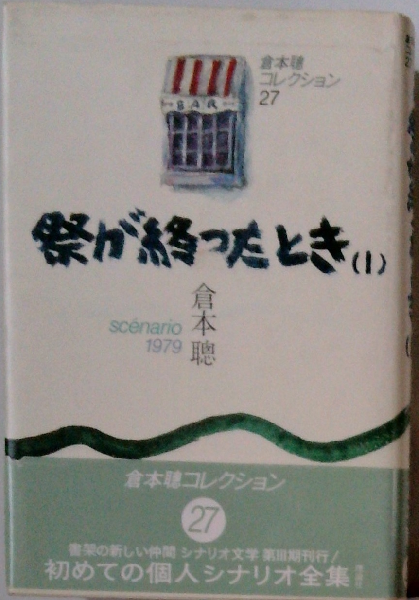 倉本聰
コレクション
27
BAR
祭が終ったとき(1)
倉本聰
scénario
1979
倉本聰コレクション
27
書架の新しい仲間 シナリオ文学 第Ⅲ期刊行!
初めての個人シナリオ全集